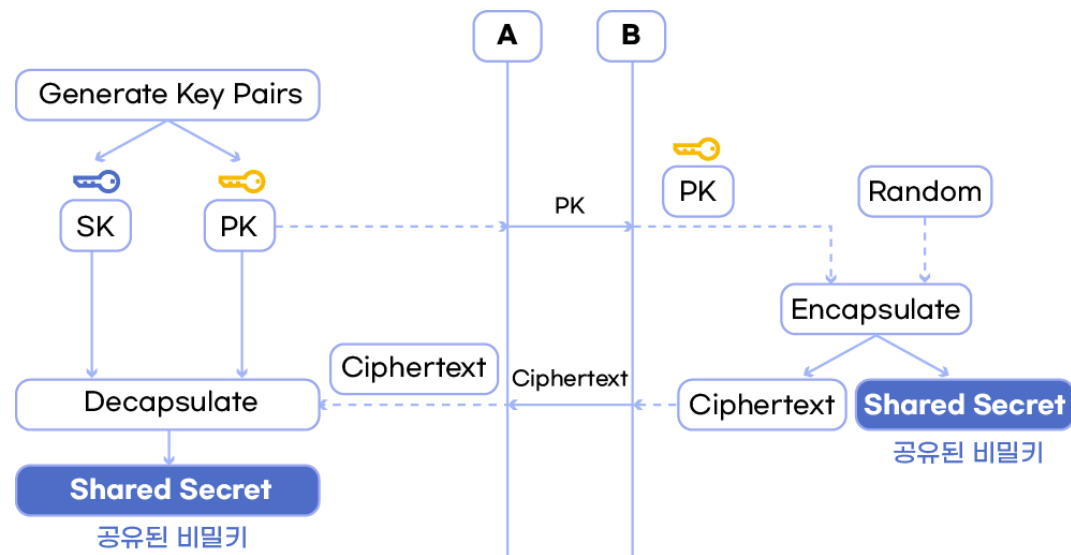 A
B
Generate Key Pairs
SK
PK
PK
PK
Random
Encapsulate
Ciphertext
Ciphertext
Ciphertext
Shared Secret
공유된 비밀키
Decapsulate
Shared Secret
공유된 비밀키